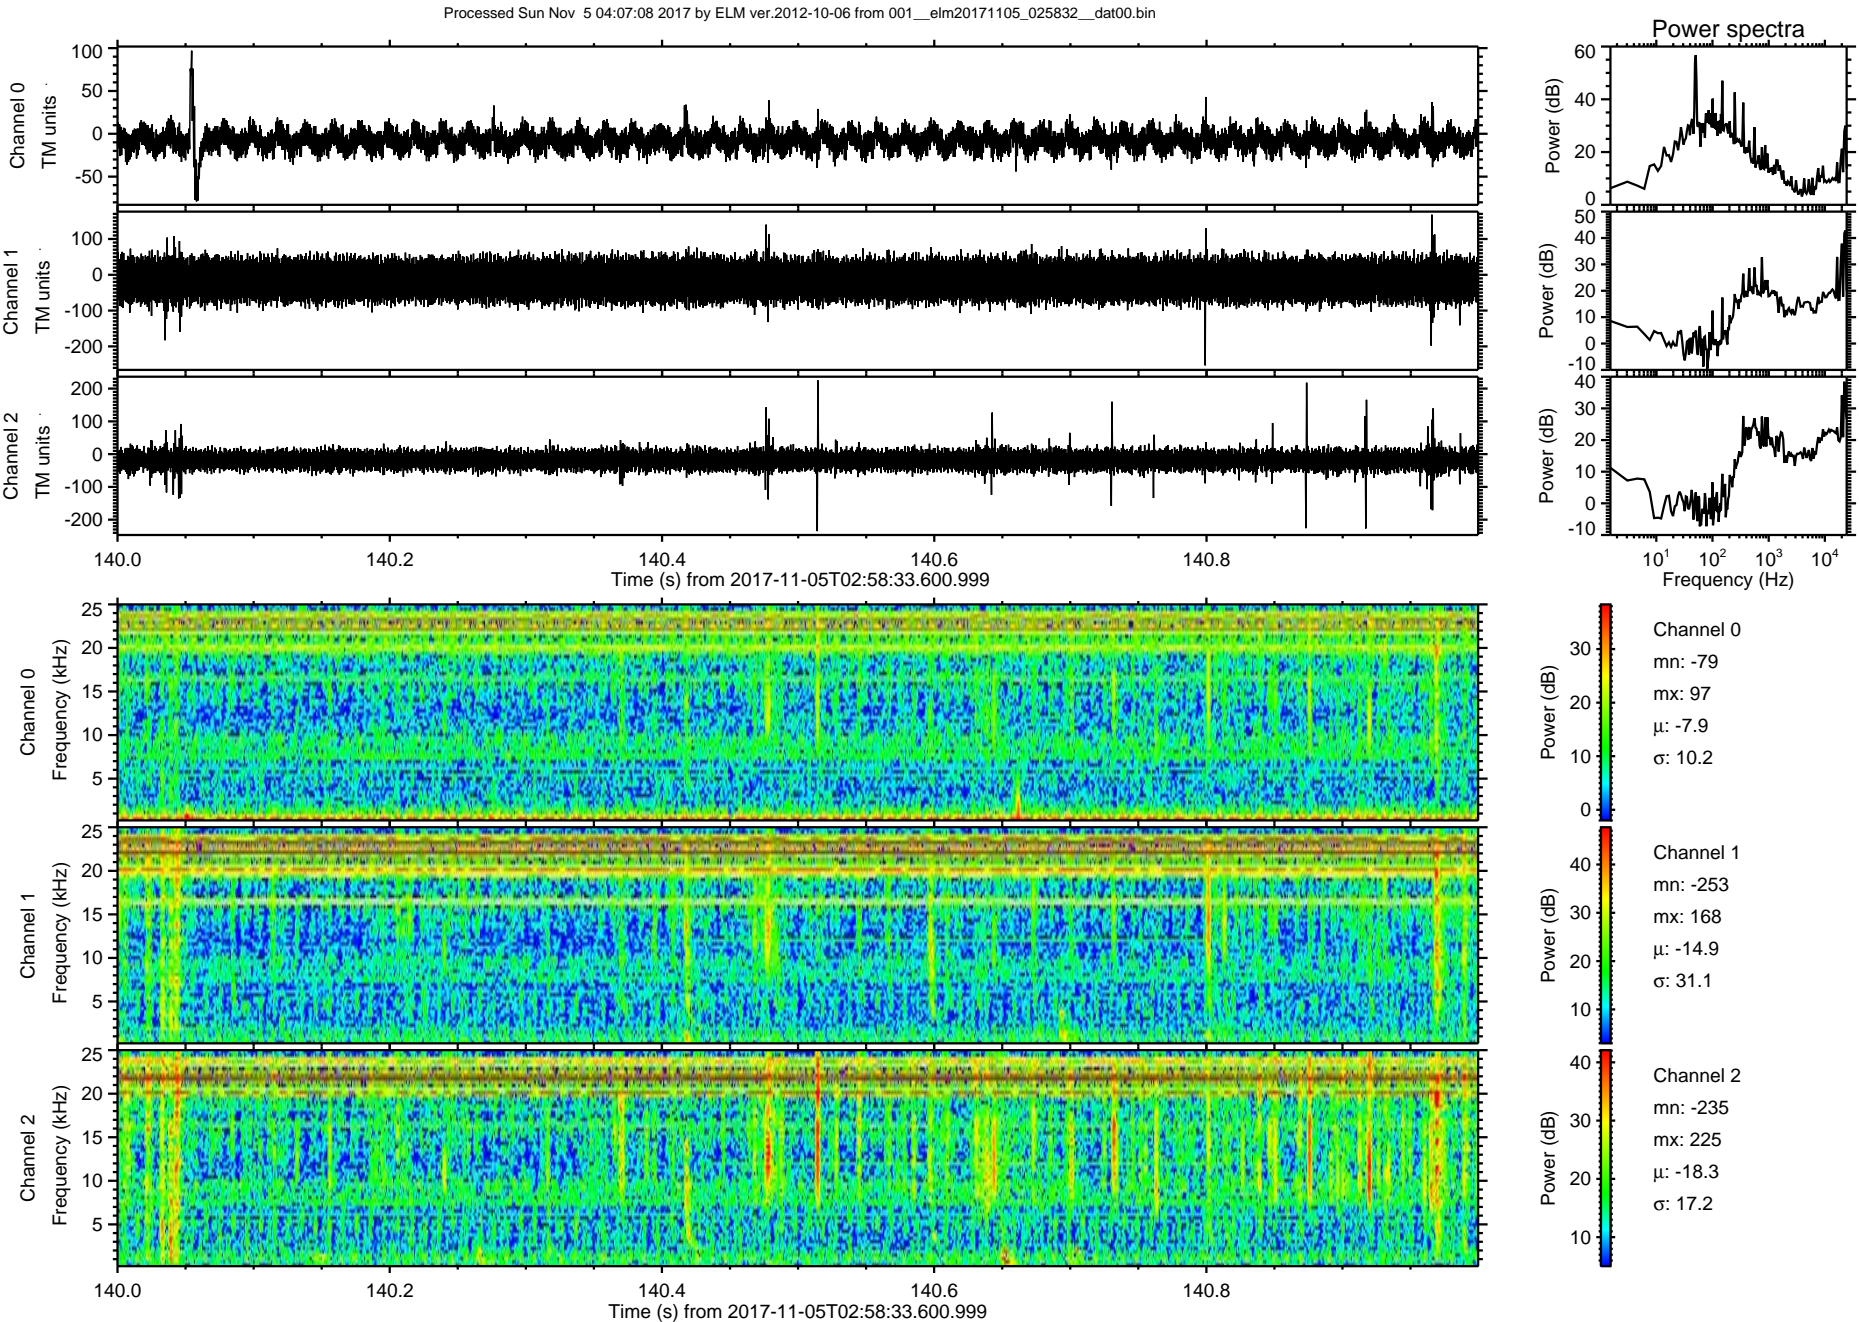 Processed Sun Nov  5 04:07:08 2017 by ELM ver.2012-10-06 from 001__elm20171105_025832__dat00.bin
Power spectra
Channel 0
TM units
100
50
0
-50
Power (dB)
60
40
20
0
Channel 1
TM units
100
0
-100
-200
Power (dB)
50
40
30
20
10
0
-10
Channel 2
TM units
200
100
0
-100
-200
Power (dB)
40
30
20
10
0
-10
140.0 140.2 140.4 140.6 140.8
Time (s) from 2017-11-05T02:58:33.600.999
10¹ 10² 10³ 10⁴
Frequency (Hz)
Channel 0
Frequency (kHz)
25
20
15
10
5
Power (dB)
30
20
10
0
Channel 0
mn: -79
mx: 97
μ: -7.9
σ: 10.2
Channel 1
Frequency (kHz)
25
20
15
10
5
Power (dB)
40
30
20
10
Channel 1
mn: -253
mx: 168
μ: -14.9
σ: 31.1
Channel 2
Frequency (kHz)
25
20
15
10
5
Power (dB)
40
30
20
10
Channel 2
mn: -235
mx: 225
μ: -18.3
σ: 17.2
140.0 140.2 140.4 140.6 140.8
Time (s) from 2017-11-05T02:58:33.600.999